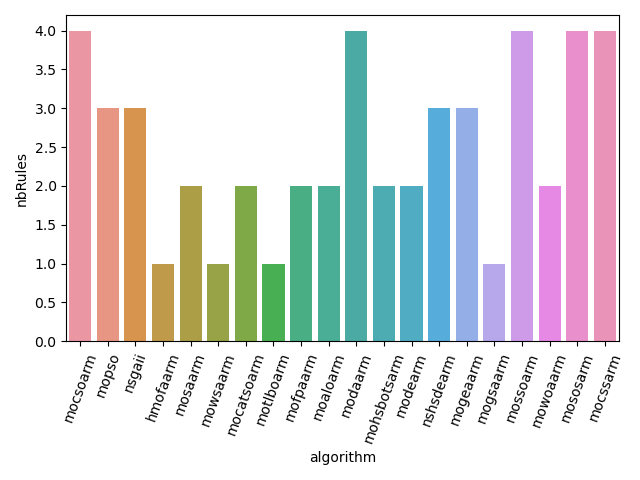 4.0
3.5
3.0
2.5
2.0
1.5
1.0
0.5
0.0
nbRules
mocsoarm
mopso
nsgaii
hmofaarm
mosaarm
mowsaarm
mocatsoarm
motlboarm
mofpaarm
moaloarm
modaarm
mohsbotsarm
modearm
nshsdearm
mogeaarm
mogsaarm
mossoarm
mowoaarm
mososarm
mocssarm
algorithm